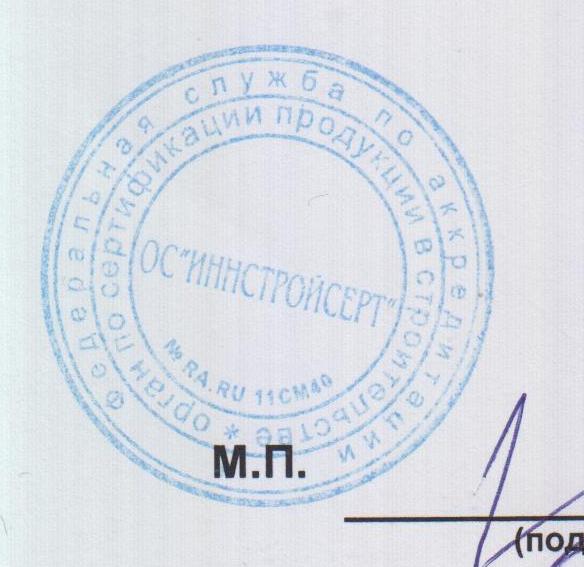 Федеральная служба по аккредитации
орган по сертификации продукции в строительстве *
ОС "ИННСТРОЙСЕРТ"
№ RA.RU 11СМ40
М.П.
(под